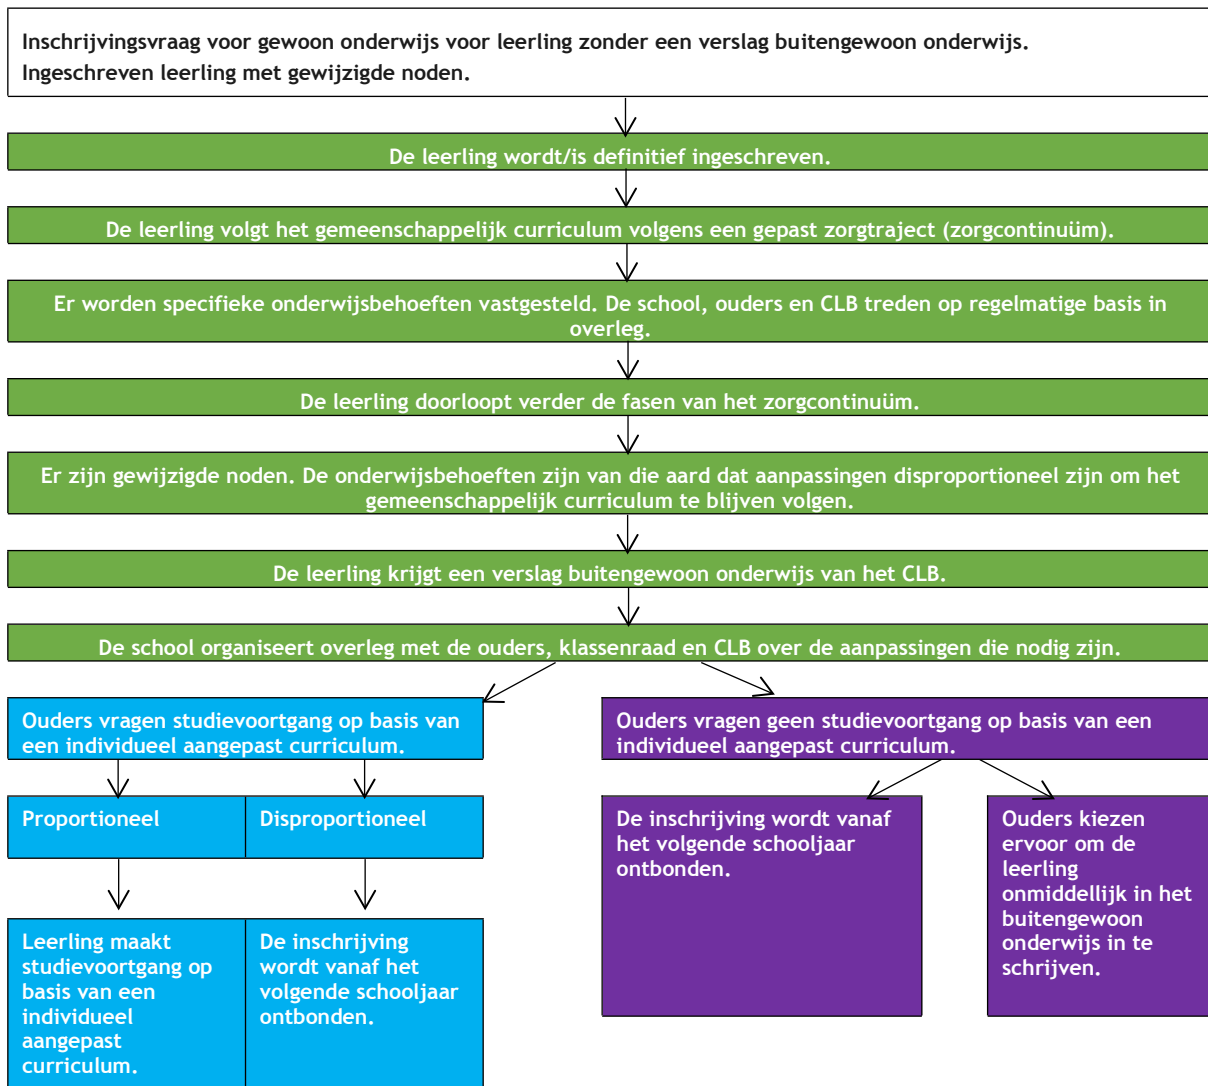 Inschrijvingsvraag voor gewoon onderwijs voor leerling zonder een verslag buitengewoon onderwijs.
Ingeschreven leerling met gewijzigde noden.
De leerling wordt/is definitief ingeschreven.
De leerling volgt het gemeenschappelijk curriculum volgens een gepast zorgtraject (zorgcontinuüm).
Er worden specifieke onderwijsbehoeften vastgesteld. De school, ouders en CLB treden op regelmatige basis in
overleg.
De leerling doorloopt verder de fasen van het zorgcontinuüm.
Er zijn gewijzigde noden. De onderwijsbehoeften zijn van die aard dat aanpassingen disproportioneel zijn om het
gemeenschappelijk curriculum te blijven volgen.
De leerling krijgt een verslag buitengewoon onderwijs van het CLB.
De school organiseert overleg met de ouders, klassenraad en CLB over de aanpassingen die nodig zijn.
Ouders vragen studievoortgang op basis van
een individueel aangepast curriculum.
Ouders vragen geen studievoortgang op basis van een
individueel aangepast curriculum.
Proportioneel
Disproportioneel
De inschrijving wordt vanaf
het volgende schooljaar
ontbonden.
Ouders kiezen
ervoor om de
leerling
onmiddellijk in het
buitengewoon
onderwijs in te
schrijven.
Leerling maakt
studievoortgang op
basis van een
individueel
aangepast
curriculum.
De inschrijving
wordt vanaf het
volgende schooljaar
ontbonden.